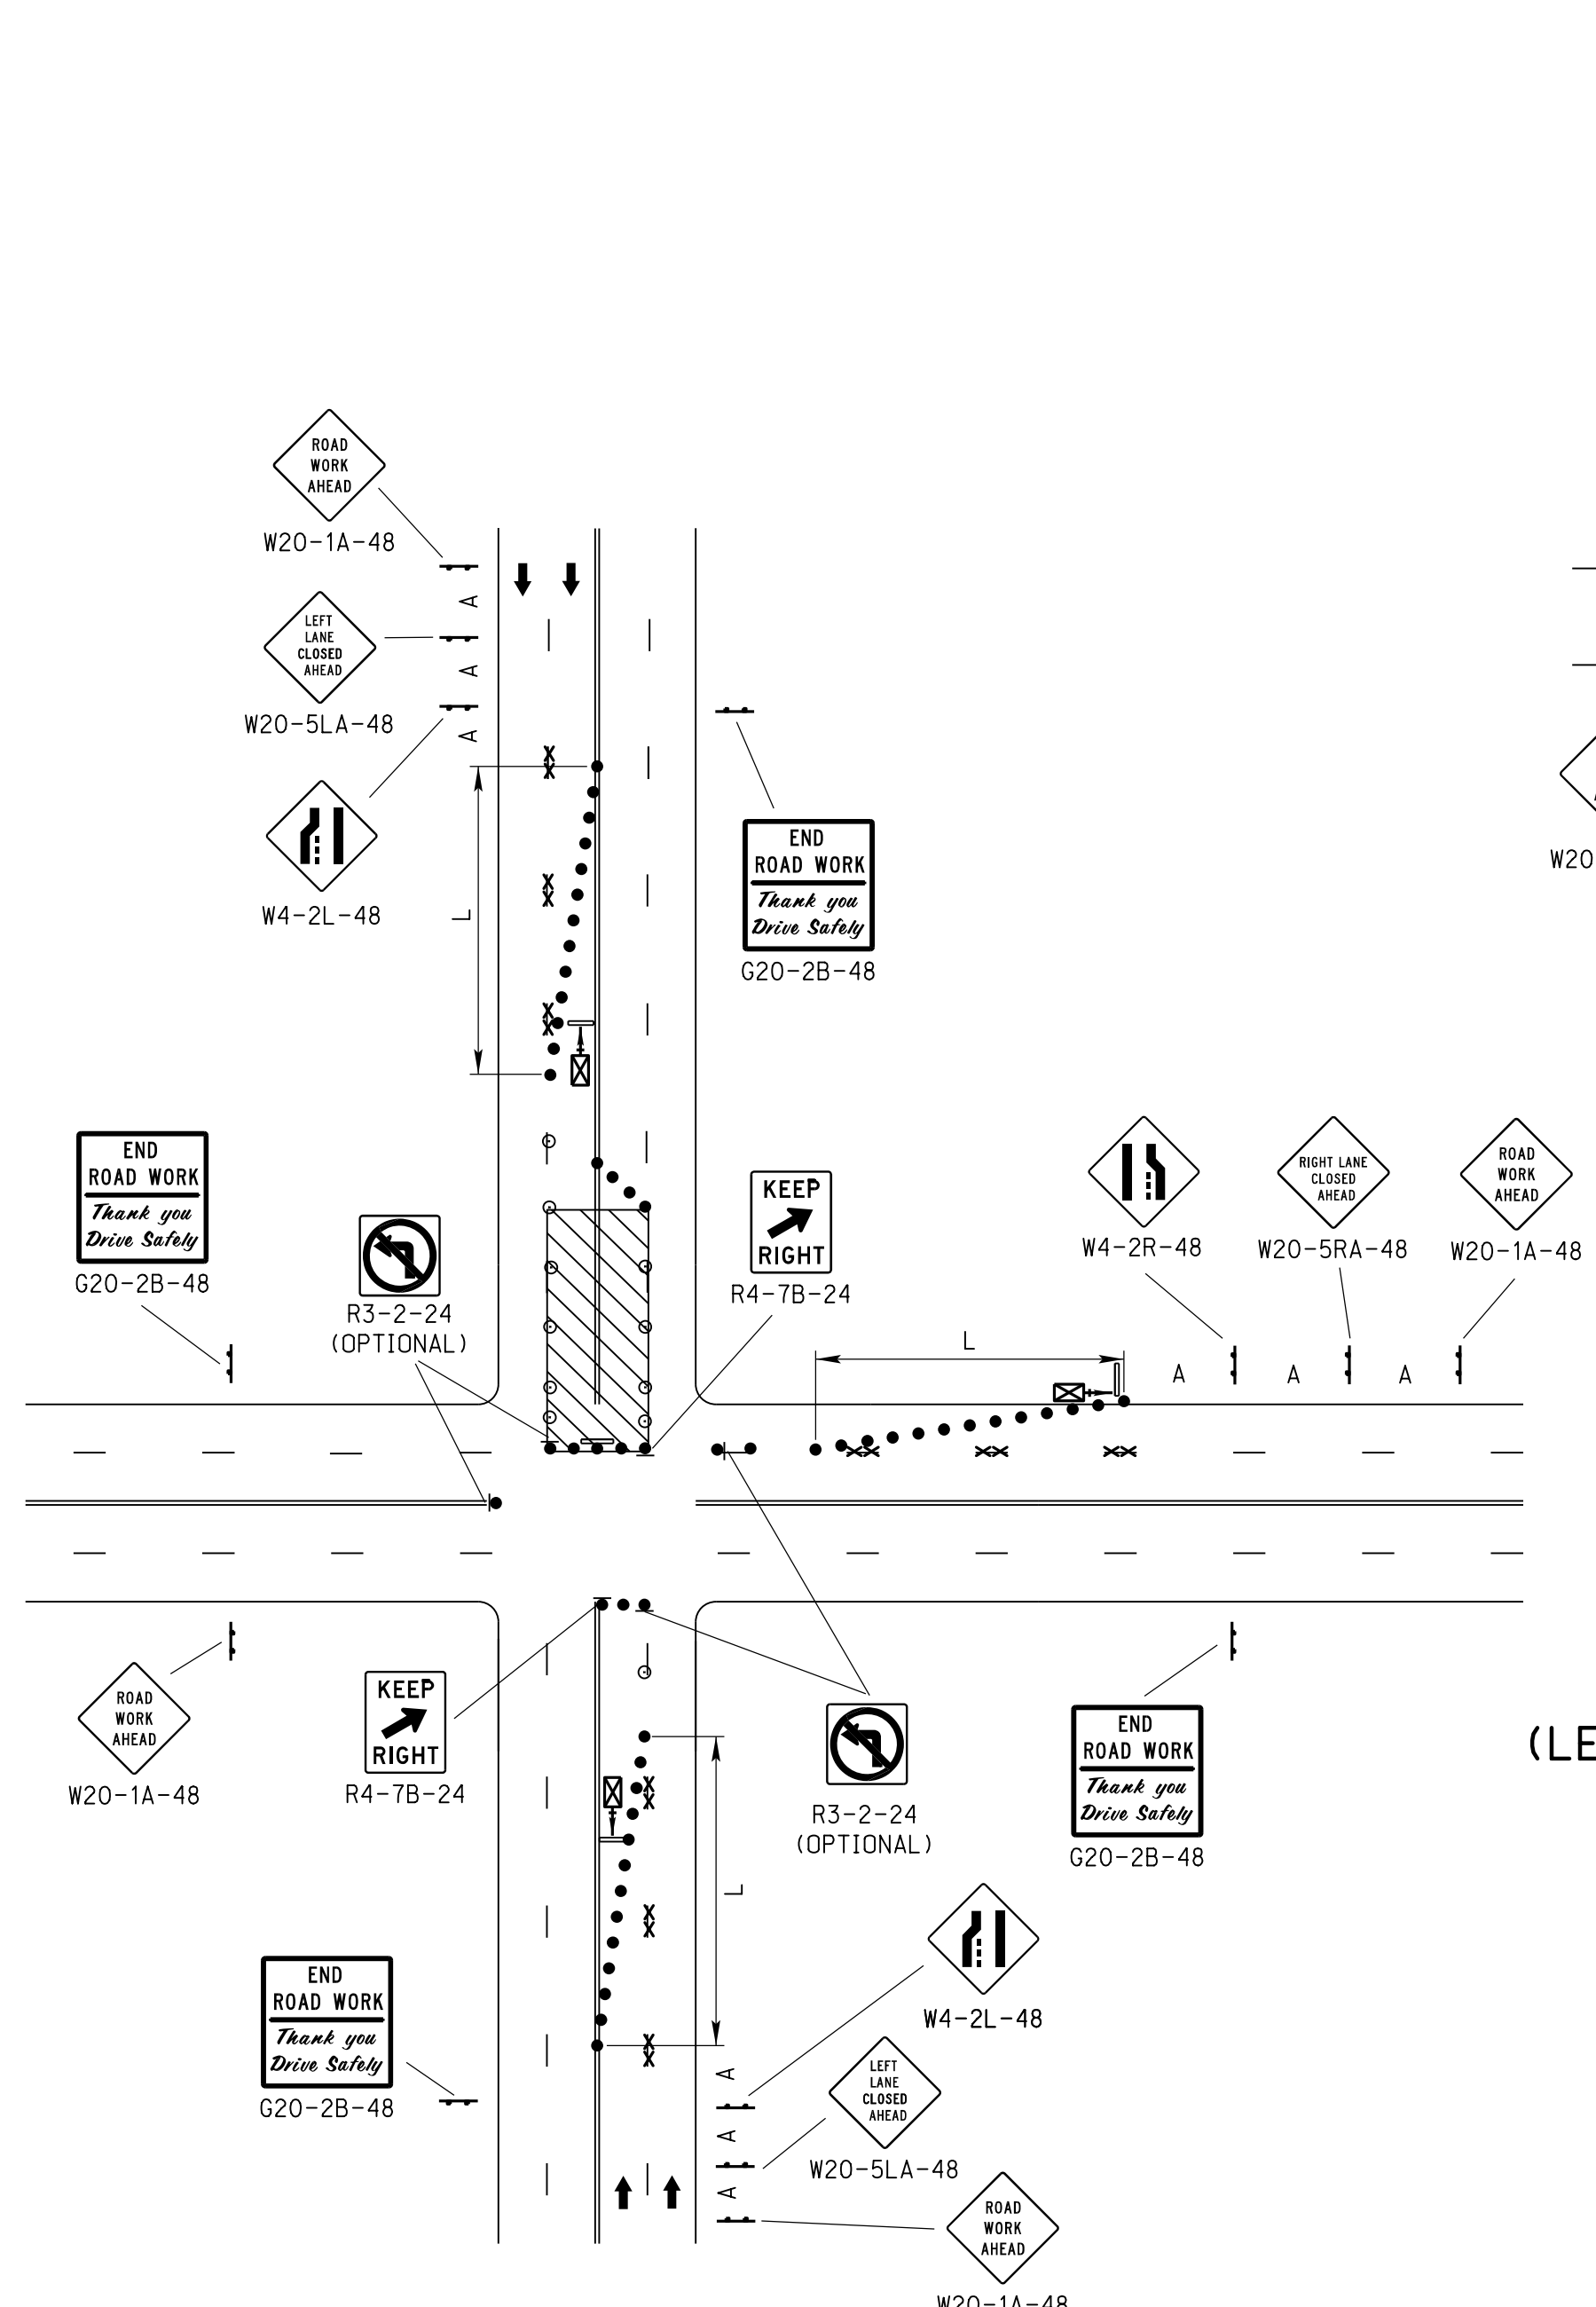 ROAD
WORK
AHEAD
W20-1A-48
A
LEFT
LANE
CLOSED
AHEAD
W20-5LA-48
A
A
W4-2L-48
L
END
ROAD WORK
Thank you
Drive Safely
G20-2B-48
W20
END
ROAD WORK
Thank you
Drive Safely
G20-2B-48
R3-2-24
(OPTIONAL)
KEEP
RIGHT
R4-7B-24
W4-2R-48
RIGHT LANE
CLOSED
AHEAD
W20-5RA-48
ROAD
WORK
AHEAD
W20-1A-48
L
A
A
A
ROAD
WORK
AHEAD
W20-1A-48
KEEP
RIGHT
R4-7B-24
R3-2-24
(OPTIONAL)
END
ROAD WORK
Thank you
Drive Safely
G20-2B-48
(LE
L
W4-2L-48
END
ROAD WORK
Thank you
Drive Safely
G20-2B-48
A
LEFT
LANE
CLOSED
AHEAD
W20-5LA-48
A
A
ROAD
WORK
AHEAD
W20-1A-48